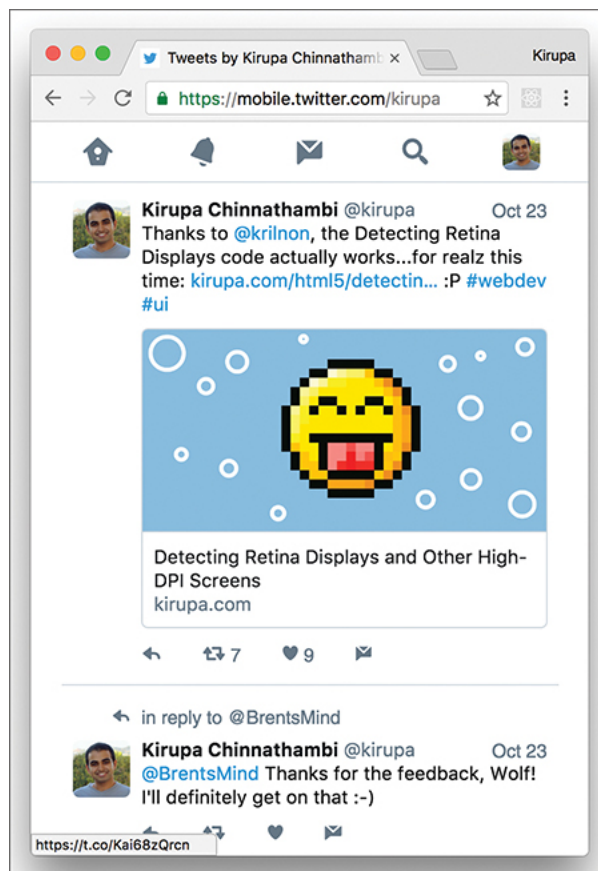 Tweets by Kirupa Chinnathamb
Kirupa
https://mobile.twitter.com/kirupa
Kirupa Chinnathambi @kirupa Oct 23
Thanks to @krilnon, the Detecting Retina
Displays code actually works...for realz this
time: kirupa.com/html5/detectin... :P #webdev
#ui
Detecting Retina Displays and Other High-
DPI Screens
kirupa.com
7 9
in reply to @BrentsMind
Kirupa Chinnathambi @kirupa Oct 23
@BrentsMind Thanks for the feedback, Wolf!
I'll definitely get on that :-)
https://t.co/Kai68zQrcn